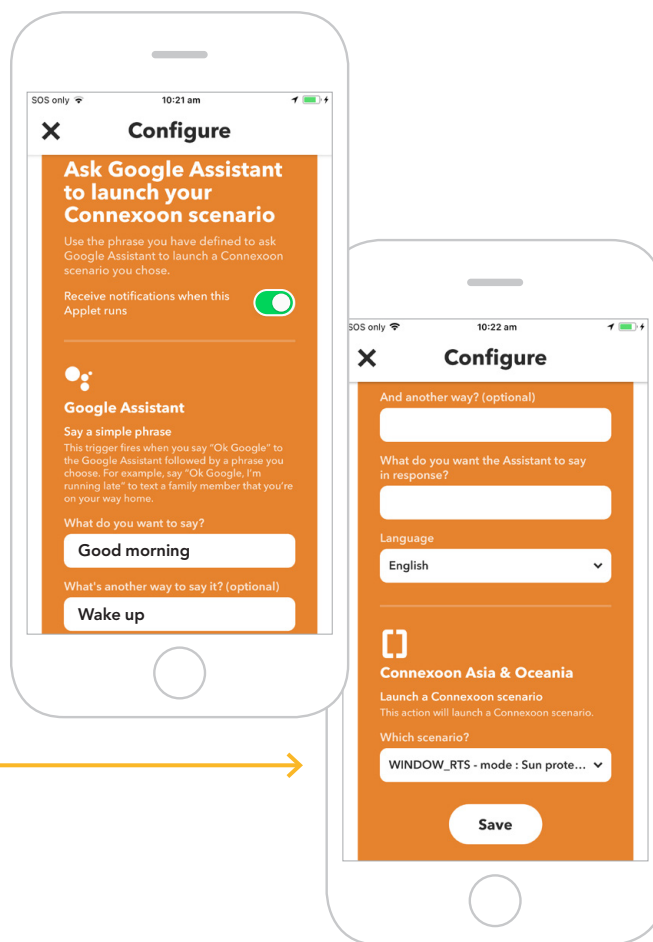 SOS only 10:21 am
Configure
Ask Google Assistant
to launch your
Connexoon scenario
Use the phrase you have defined to ask
Google Assistant to launch a Connexoon
scenario you chose.
Receive notifications when this
Applet runs
Google Assistant
Say a simple phrase
This trigger fires when you say "Ok Google" to
the Google Assistant followed by a phrase you
choose. For example, say "Ok Google, I'm
running late" to text a family member that you're
on your way home.
What do you want to say?
Good morning
What's another way to say it? (optional)
Wake up
SOS only 10:22 am
Configure
And another way? (optional)
What do you want the Assistant to say
in response?
Language
English
Connexoon Asia & Oceania
Launch a Connexoon scenario
This action will launch a Connexoon scenario.
Which scenario?
WINDOW_RTS - mode : Sun prote...
Save